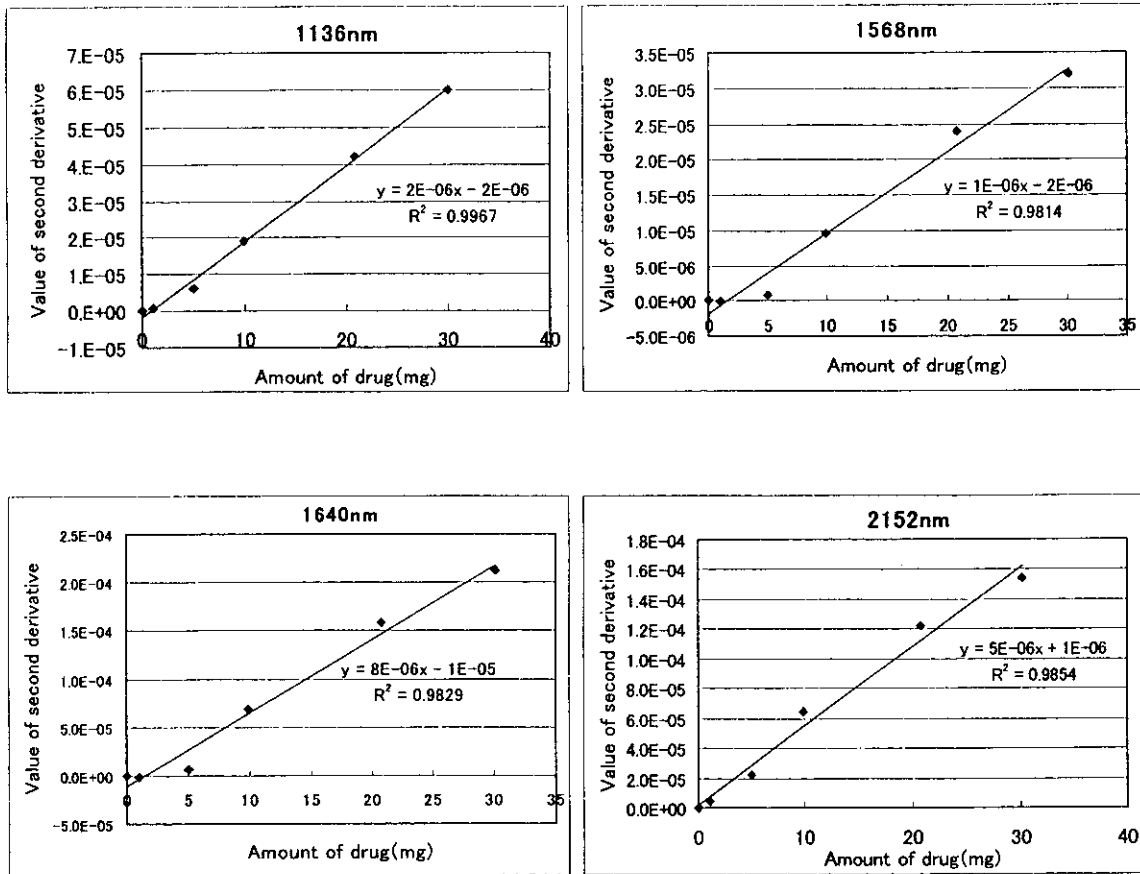 1136nm
7.E-05
6.E-05
5.E-05
4.E-05
3.E-05
2.E-05
1.E-05
0.E+00
-1.E-05
Value of second derivative
y = 2E-06x - 2E-06
R² = 0.9967
0 10 20 30 40
Amount of drug(mg)
1568nm
3.5E-05
3.0E-05
2.5E-05
2.0E-05
1.5E-05
1.0E-05
5.0E-06
0.0E+00
-5.0E-06
Value of second derivative
y = 1E-06x - 2E-06
R² = 0.9814
0 5 10 15 20 25 30 35
Amount of drug(mg)
1640nm
2.5E-04
2.0E-04
1.5E-04
1.0E-04
5.0E-05
0.0E+00
-5.0E-05
Value of second derivative
y = 8E-06x - 1E-05
R² = 0.9829
0 5 10 15 20 25 30 35
Amount of drug(mg)
2152nm
1.8E-04
1.6E-04
1.4E-04
1.2E-04
1.0E-04
8.0E-05
6.0E-05
4.0E-05
2.0E-05
0.0E+00
Value of second derivative
y = 5E-06x + 1E-06
R² = 0.9854
0 10 20 30 40
Amount of drug(mg)